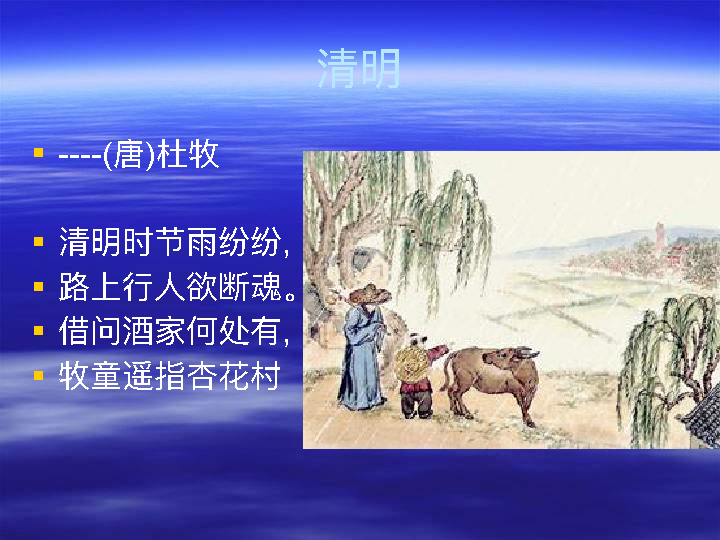 清明
----(唐)杜牧
清明时节雨纷纷,
路上行人欲断魂。
借问酒家何处有,
牧童遥指杏花村